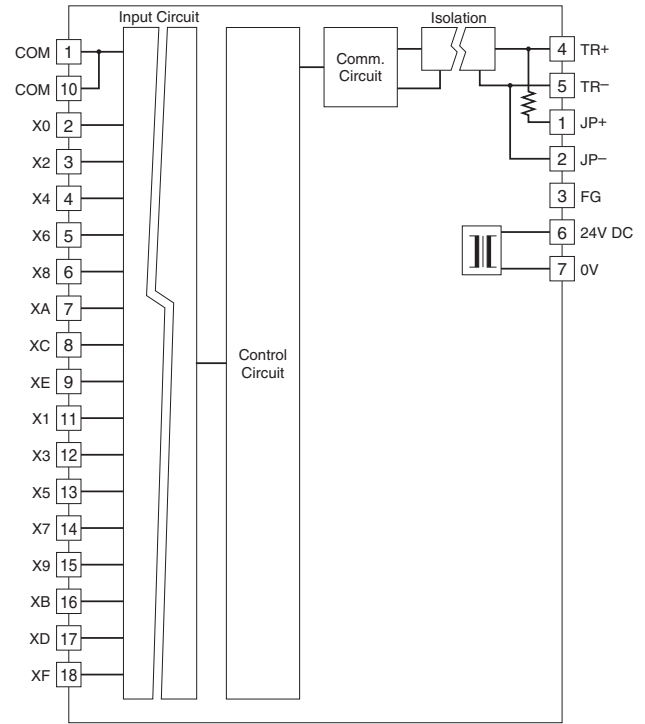 Input Circuit
Isolation
COM 1
COM 10
X0 2
X2 3
X4 4
X6 5
X8 6
XA 7
XC 8
XE 9
X1 11
X3 12
X5 13
X7 14
X9 15
XB 16
XD 17
XF 18
Control
Circuit
Comm.
Circuit
4 TR+
5 TR−
1 JP+
2 JP−
3 FG
6 24V DC
7 0V